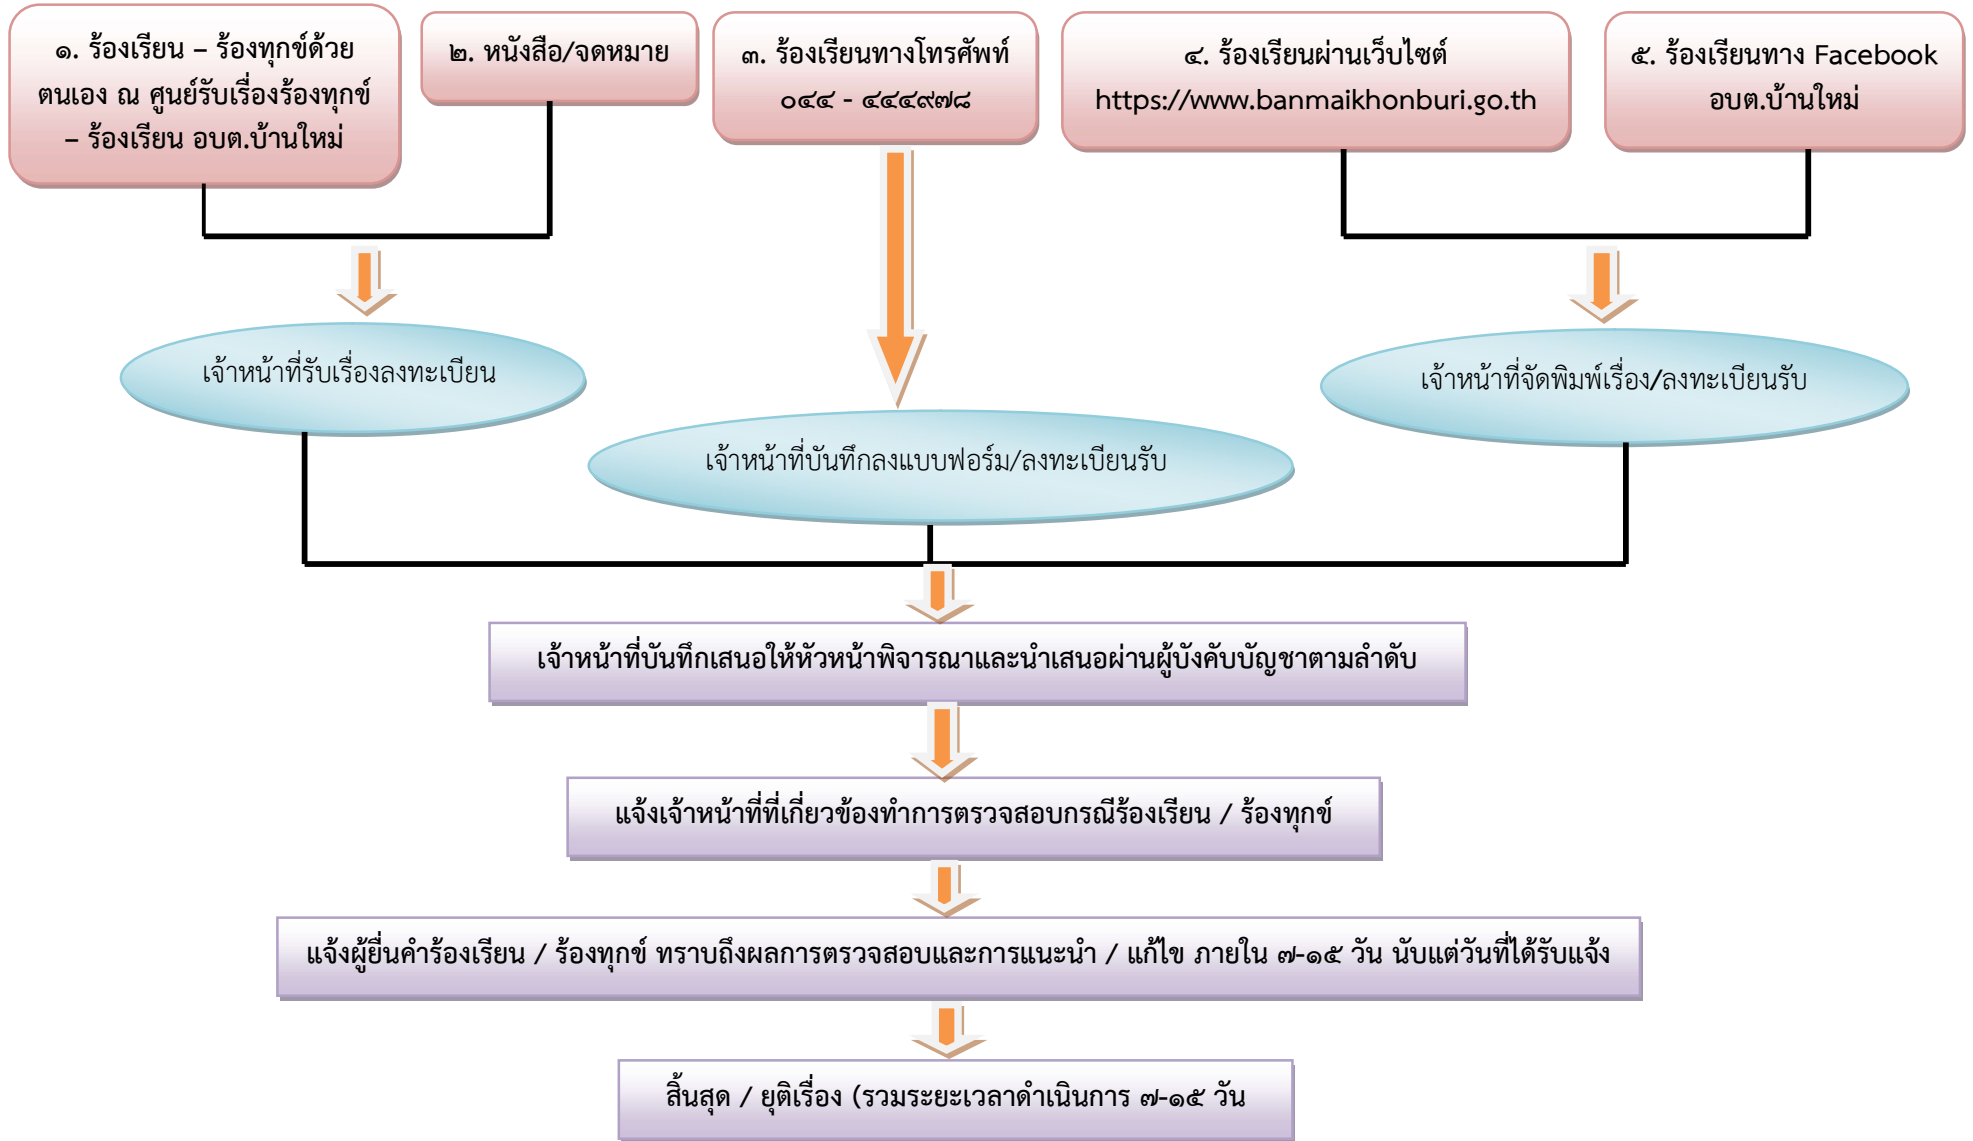 ๑. ร้องเรียน – ร้องทุกข์ด้วย
ตนเอง ณ ศูนย์รับเรื่องร้องทุกข์
– ร้องเรียน อบต.บ้านใหม่
๒. หนังสือ/จดหมาย
๓. ร้องเรียนทางโทรศัพท์
๐๔๔ - ๔๔๔๙๗๘
๔. ร้องเรียนผ่านเว็บไซต์
https://www.banmaikhonburi.go.th
๕. ร้องเรียนทาง Facebook
อบต.บ้านใหม่
เจ้าหน้าที่รับเรื่องลงทะเบียน
เจ้าหน้าที่บันทึกลงแบบฟอร์ม/ลงทะเบียนรับ
เจ้าหน้าที่จัดพิมพ์เรื่อง/ลงทะเบียนรับ
เจ้าหน้าที่บันทึกเสนอให้หัวหน้าพิจารณาและนำเสนอผ่านผู้บังคับบัญชาตามลำดับ
แจ้งเจ้าหน้าที่ที่เกี่ยวข้องทำการตรวจสอบกรณีร้องเรียน / ร้องทุกข์
แจ้งผู้ยื่นคำร้องเรียน / ร้องทุกข์ ทราบถึงผลการตรวจสอบและการแนะนำ / แก้ไข ภายใน ๗-๑๕ วัน นับแต่วันที่ได้รับแจ้ง
สิ้นสุด / ยุติเรื่อง (รวมระยะเวลาดำเนินการ ๗-๑๕ วัน